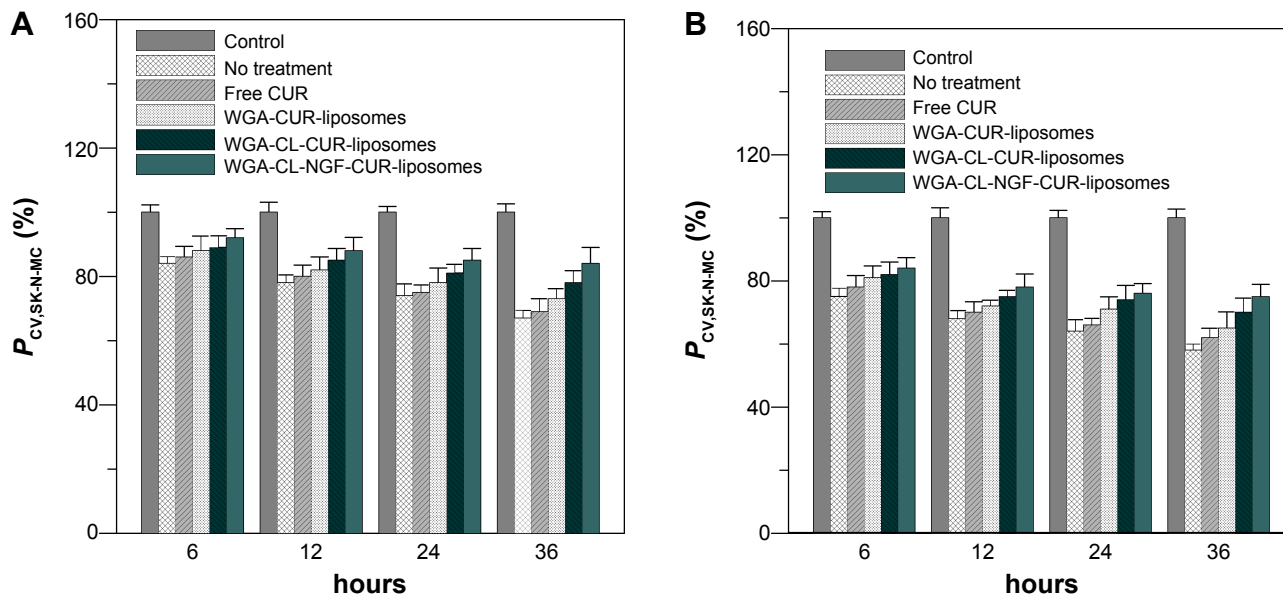 A
160
120
80
40
0
P_CV,SK-N-MC (%)
Control
No treatment
Free CUR
WGA-CUR-liposomes
WGA-CL-CUR-liposomes
WGA-CL-NGF-CUR-liposomes
6 12 24 36
hours
B
160
120
80
40
0
P_CV,SK-N-MC (%)
Control
No treatment
Free CUR
WGA-CUR-liposomes
WGA-CL-CUR-liposomes
WGA-CL-NGF-CUR-liposomes
6 12 24 36
hours